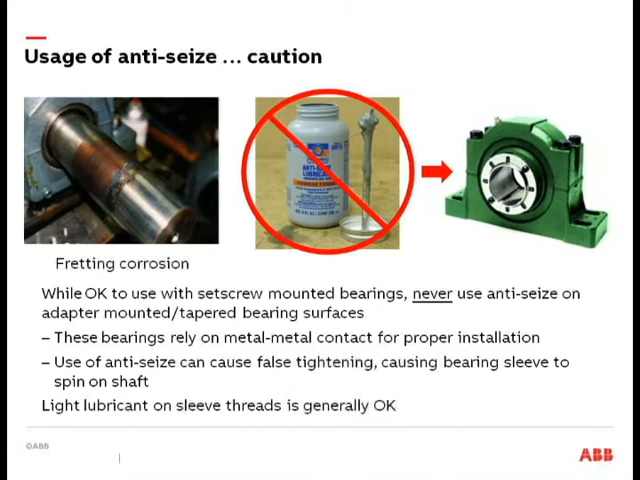 Usage of anti-seize ... caution
ANTI-SEIZE
LUBRICANT
Fretting corrosion
While OK to use with setscrew mounted bearings, never use anti-seize on
adapter mounted/tapered bearing surfaces
– These bearings rely on metal-metal contact for proper installation
– Use of anti-seize can cause false tightening, causing bearing sleeve to
spin on shaft
Light lubricant on sleeve threads is generally OK
©ABB
ABB